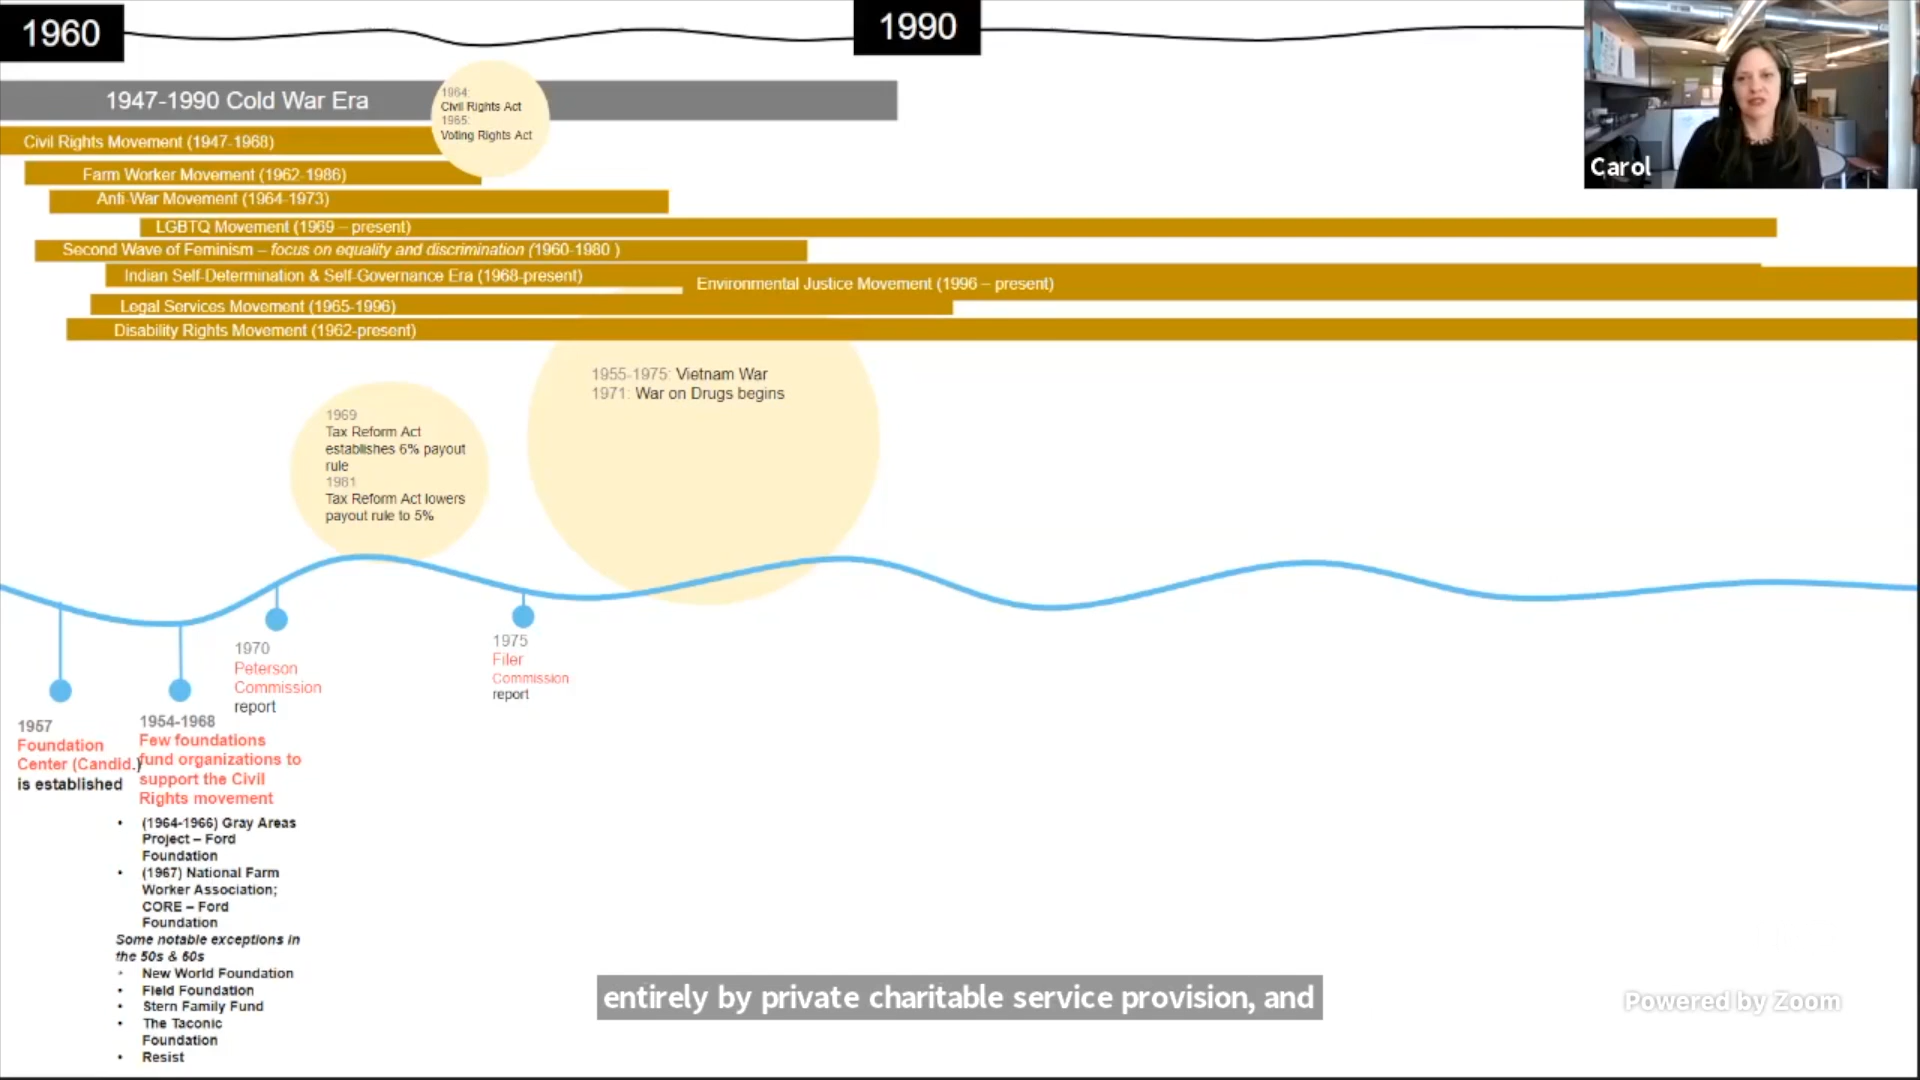 1960
1990
1947-1990 Cold War Era
1964:
Civil Rights Act
1965:
Voting Rights Act
Carol
Civil Rights Movement (1947-1968)
Farm Worker Movement (1962-1986)
Anti-War Movement (1964-1973)
LGBTQ Movement (1969 – present)
Second Wave of Feminism – focus on equality and discrimination (1960-1980 )
Indian Self-Determination & Self-Governance Era (1968-present)
Environmental Justice Movement (1996 – present)
Legal Services Movement (1965-1996)
Disability Rights Movement (1962-present)
1955-1975: Vietnam War
1971: War on Drugs begins
1969
Tax Reform Act
establishes 6% payout
rule
1981
Tax Reform Act lowers
payout rule to 5%
1957
Foundation
Center (Candid.)
is established
1954-1968
Few foundations
fund organizations to
support the Civil
Rights movement
• (1964-1966) Gray Areas
Project – Ford
Foundation
• (1967) National Farm
Worker Association;
CORE – Ford
Foundation
Some notable exceptions in
the 50s & 60s
• New World Foundation
• Field Foundation
• Stern Family Fund
• The Taconic
Foundation
• Resist
1970
Peterson
Commission
report
1975
Filer
Commission
report
entirely by private charitable service provision, and
Powered by Zoom